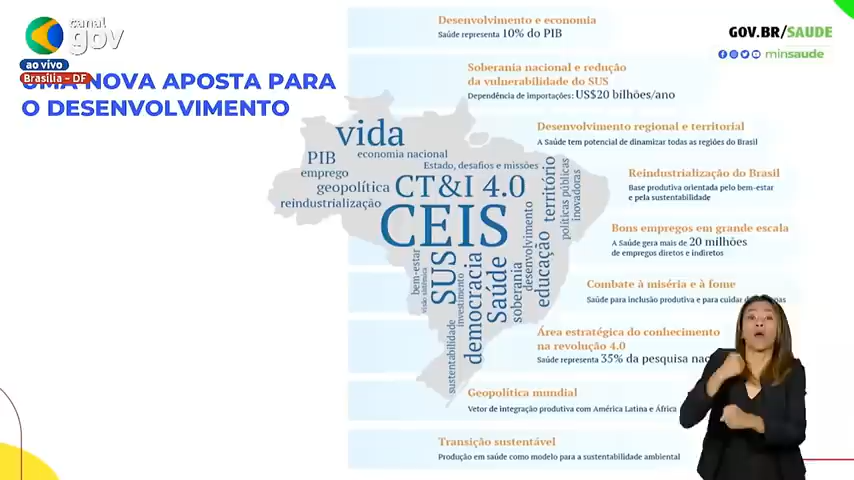 canal
gov
ao vivo
Brasília - DF
NOVA APOSTA PARA
O DESENVOLVIMENTO
GOV.BR/SAUDE
minsaude
Desenvolvimento e economia
Saúde representa 10% do PIB
Soberania nacional e redução
da vulnerabilidade do SUS
Dependência de importações: US$20 bilhões/ano
Desenvolvimento regional e territorial
A Saúde tem potencial de dinamizar todas as regiões do Brasil
Reindustrialização do Brasil
Base produtiva orientada pelo bem-estar
e pela sustentabilidade
Bons empregos em grande escala
A Saúde gera mais de 20 milhões
de empregos diretos e indiretos
Combate à miséria e à fome
Saúde para inclusão produtiva e para cuidar
Área estratégica do conhecimento
na revolução 4.0
Saúde representa 35% da pesquisa
Geopolítica mundial
Vetor de integração produtiva com América Latina e África
Transição sustentável
Produção em saúde como modelo para a sustentabilidade ambiental
vida
PIB
economia nacional
emprego
Estado, desafios e missões
geopolítica
CT&I 4.0
reindustrialização
CEIS
território
políticas públicas
inovadoras
bem-estar
visão sistêmica
SUS
investimento
democracia
Saúde
soberania
desenvolvimento
educação
sustentabilidade